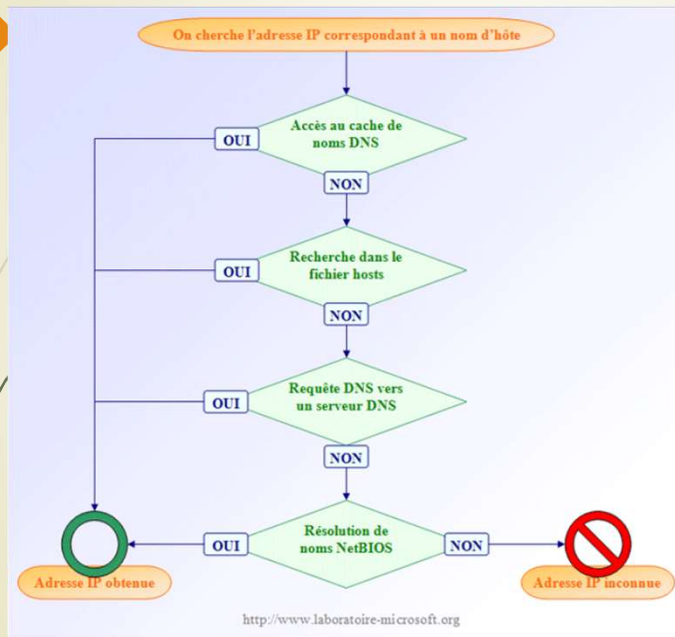 On cherche l'adresse IP correspondant à un nom d'hôte
Accès au cache de
noms DNS
OUI
NON
Recherche dans le
fichier hosts
OUI
NON
Requête DNS vers
un serveur DNS
OUI
NON
Résolution de
noms NetBIOS
OUI
NON
Adresse IP obtenue
Adresse IP inconnue
http://www.laboratoire-microsoft.org